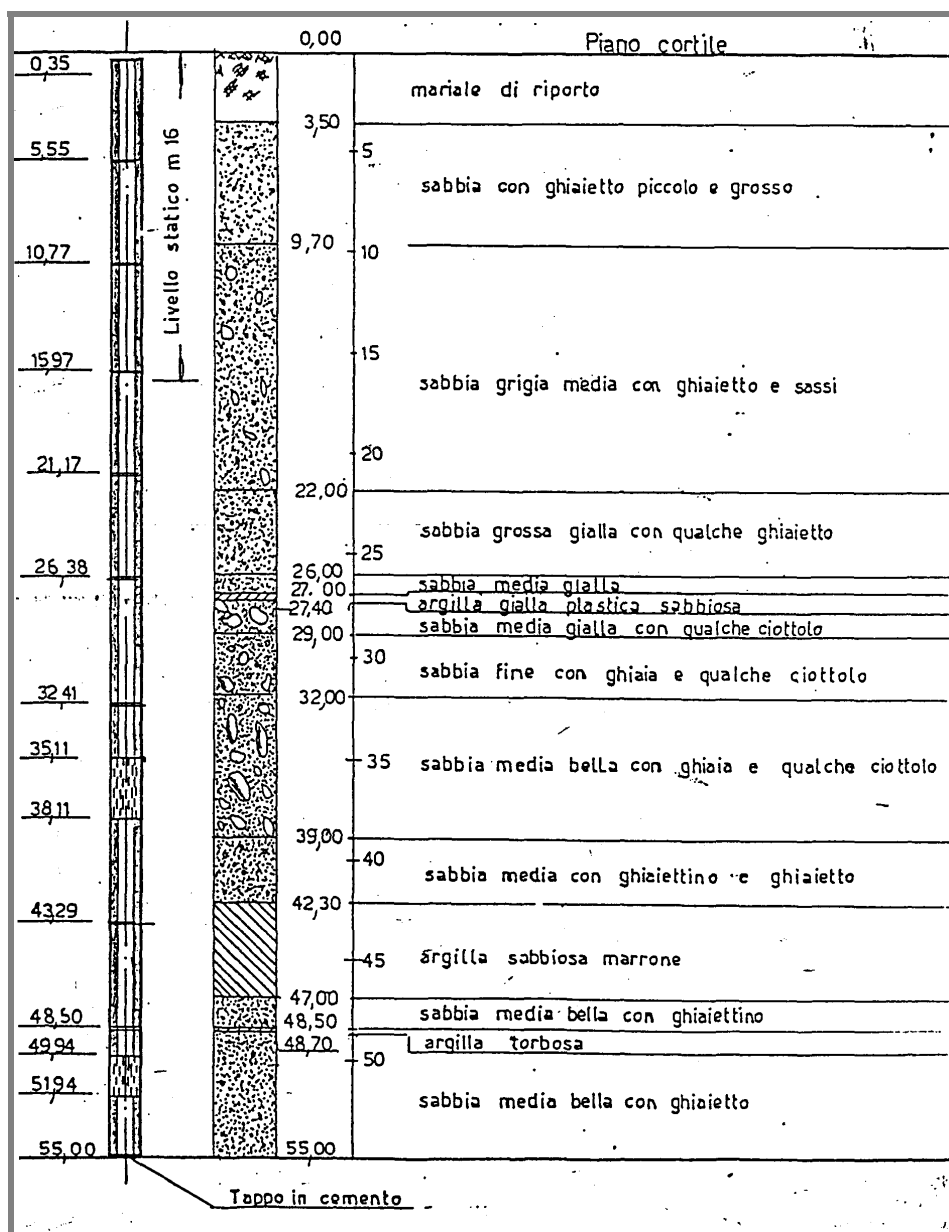 0,00 Piano cortile
0,35
mariale di riporto
3,50
5,55
5
sabbia con ghiaietto piccolo e grosso
Livello statico m 16
9,70
10
10,77
15
15,97
sabbia grigia media con ghiaietto e sassi
20
21,17
22,00
sabbia grossa gialla con qualche ghiaietto
25
26,00
26,38
sabbia media gialla
27.00
27,40
argilla gialla plastica sabbiosa
sabbia media gialla con qualche ciottolo
29,00
30
sabbia fine con ghiaia e qualche ciottolo
32,00
32,41
35,11
35
sabbia media bella con ghiaia e qualche ciottolo
38,11
39,00
40
sabbia media con ghiaiettino e ghiaietto
42,30
43,29
45
argilla sabbiosa marrone
47,00
sabbia media bella con ghiaiettino
48,50
48,50
48,70
argilla torbosa
49,94
50
51,94
sabbia media bella con ghiaietto
55,00
55,00
Tappo in cemento